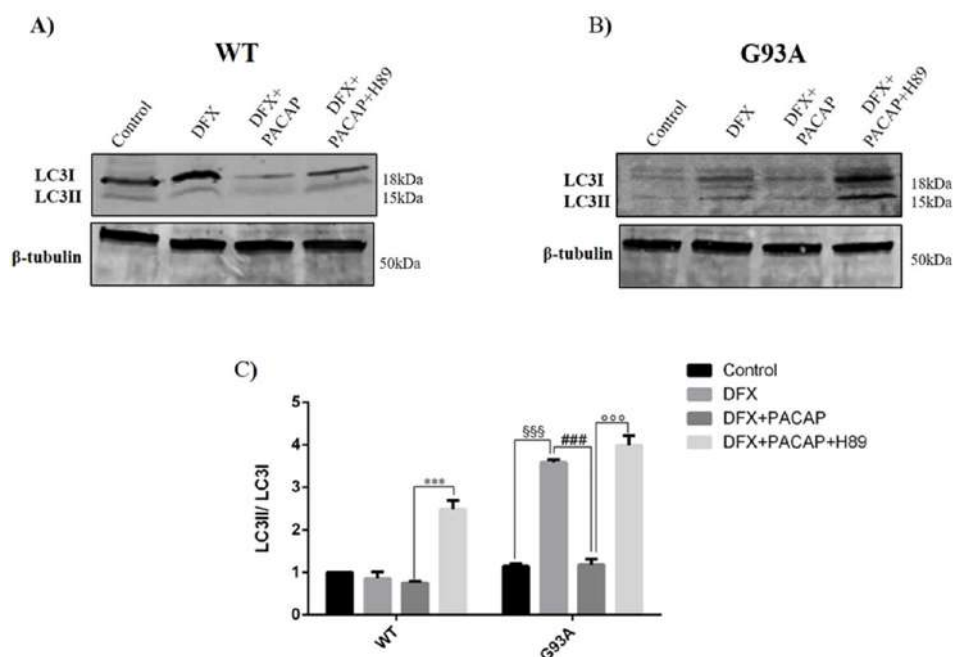 A)
WT
Control
DFX
DFX+
PACAP
DFX+
PACAP+H89
LC3I
18kDa
LC3II
15kDa
β-tubulin
50kDa
B)
G93A
Control
DFX
DFX+
PACAP
DFX+
PACAP+H89
LC3I
18kDa
LC3II
15kDa
β-tubulin
50kDa
C)
Control
DFX
DFX+PACAP
DFX+PACAP+H89
LC3II/ LC3I
5
4
3
2
1
0
***
§§§
###
°°°
WT
G93A